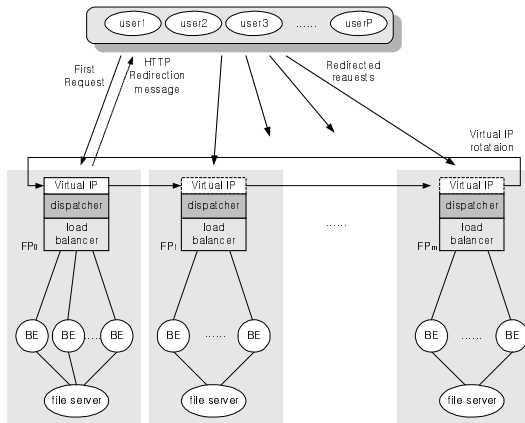 user1 user2 user3 ...... userP
First
Request
HTTP
Redirection
message
Redirected
reauests
Virtual IP
rotataion
Virtual IP
dispatcher
load
balancer
FP0
BE BE ..... BE
file server
Virtual IP
dispatcher
load
balancer
FP1
BE ...... BE
file server
......
Virtual IP
dispatcher
load
balancer
FPm
BE ...... BE
file server